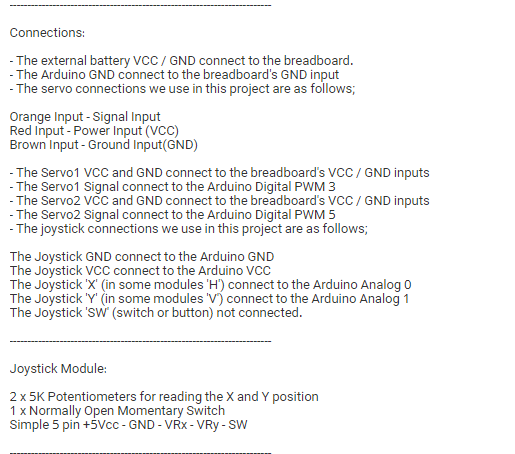 ---------------------------------------------------------------------------
Connections:
- The external battery VCC / GND connect to the breadboard.
- The Arduino GND connect to the breadboard's GND input
- The servo connections we use in this project are as follows;
Orange Input - Signal Input
Red Input - Power Input (VCC)
Brown Input - Ground Input(GND)
- The Servo1 VCC and GND connect to the breadboard's VCC / GND inputs
- The Servo1 Signal connect to the Arduino Digital PWM 3
- The Servo2 VCC and GND connect to the breadboard's VCC / GND inputs
- The Servo2 Signal connect to the Arduino Digital PWM 5
- The joystick connections we use in this project are as follows;
The Joystick GND connect to the Arduino GND
The Joystick VCC connect to the Arduino VCC
The Joystick 'X' (in some modules 'H') connect to the Arduino Analog 0
The Joystick 'Y' (in some modules 'V') connect to the Arduino Analog 1
The Joystick 'SW' (switch or button) not connected.
---------------------------------------------------------------------------
Joystick Module:
2 x 5K Potentiometers for reading the X and Y position
1 x Normally Open Momentary Switch
Simple 5 pin +5Vcc - GND - VRx - VRy - SW
---------------------------------------------------------------------------